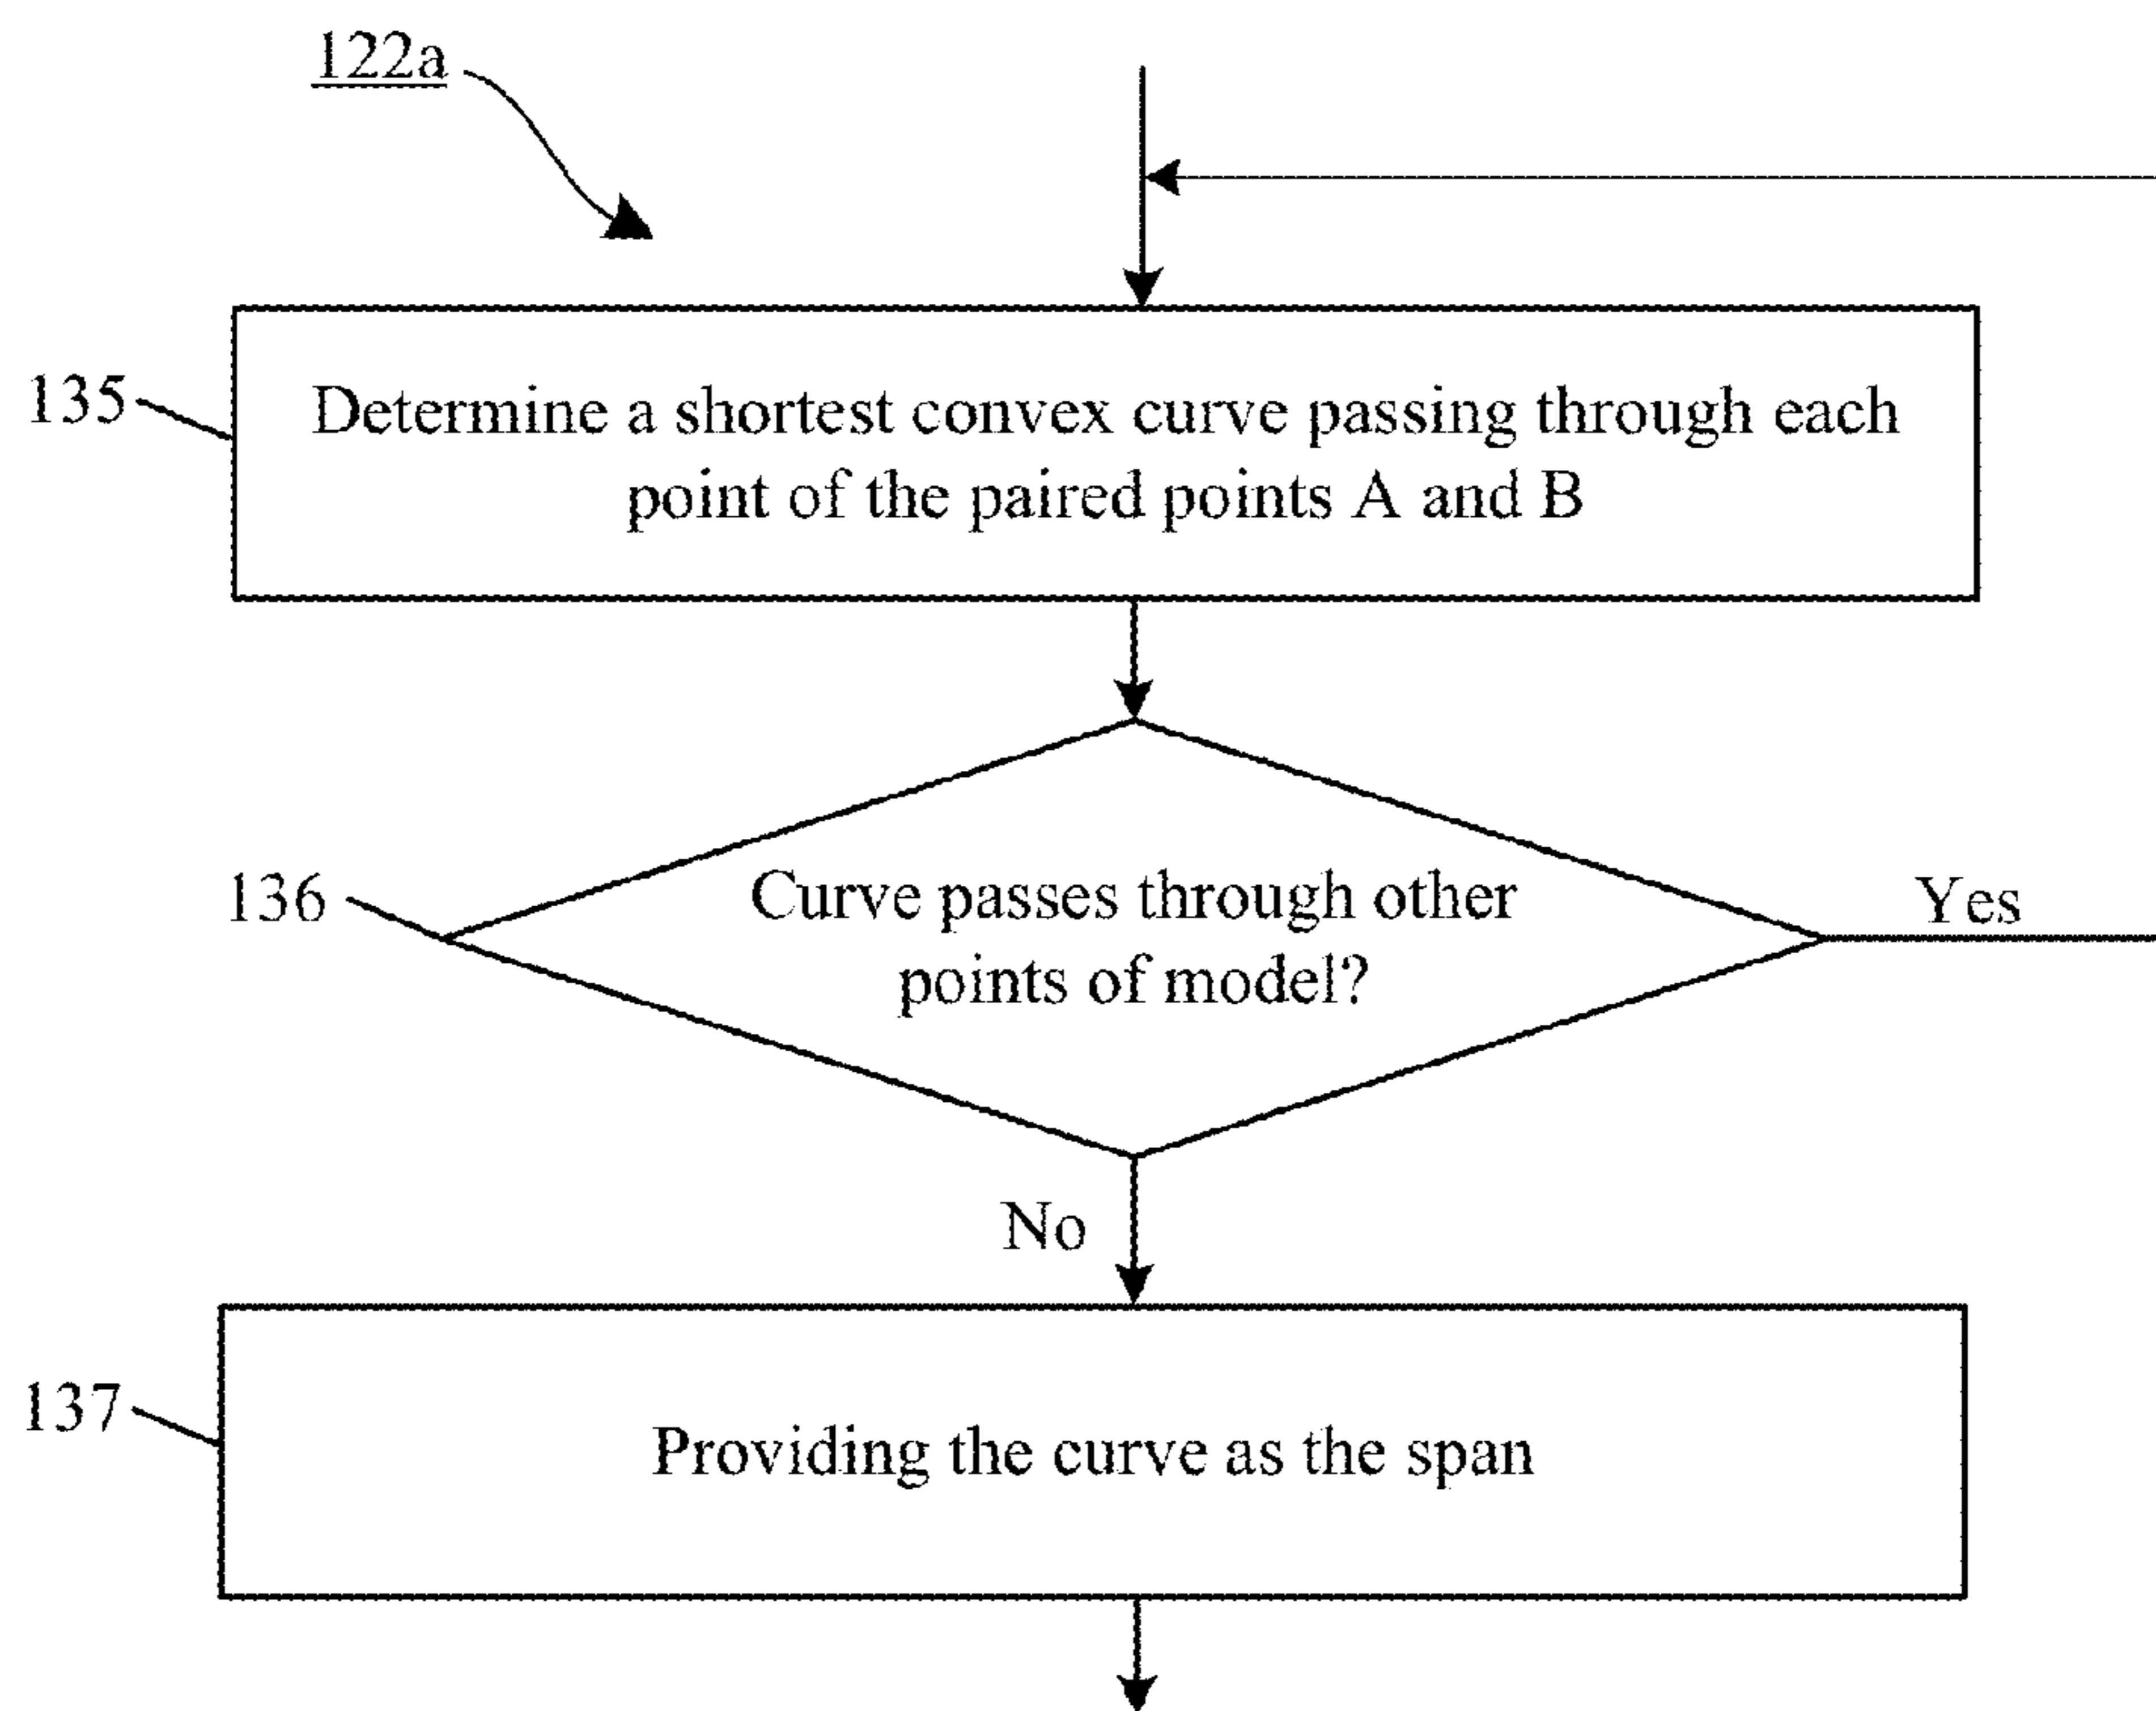 122a
135
Determine a shortest convex curve passing through each
point of the paired points A and B
136
Curve passes through other
points of model?
Yes
No
137
Providing the curve as the span